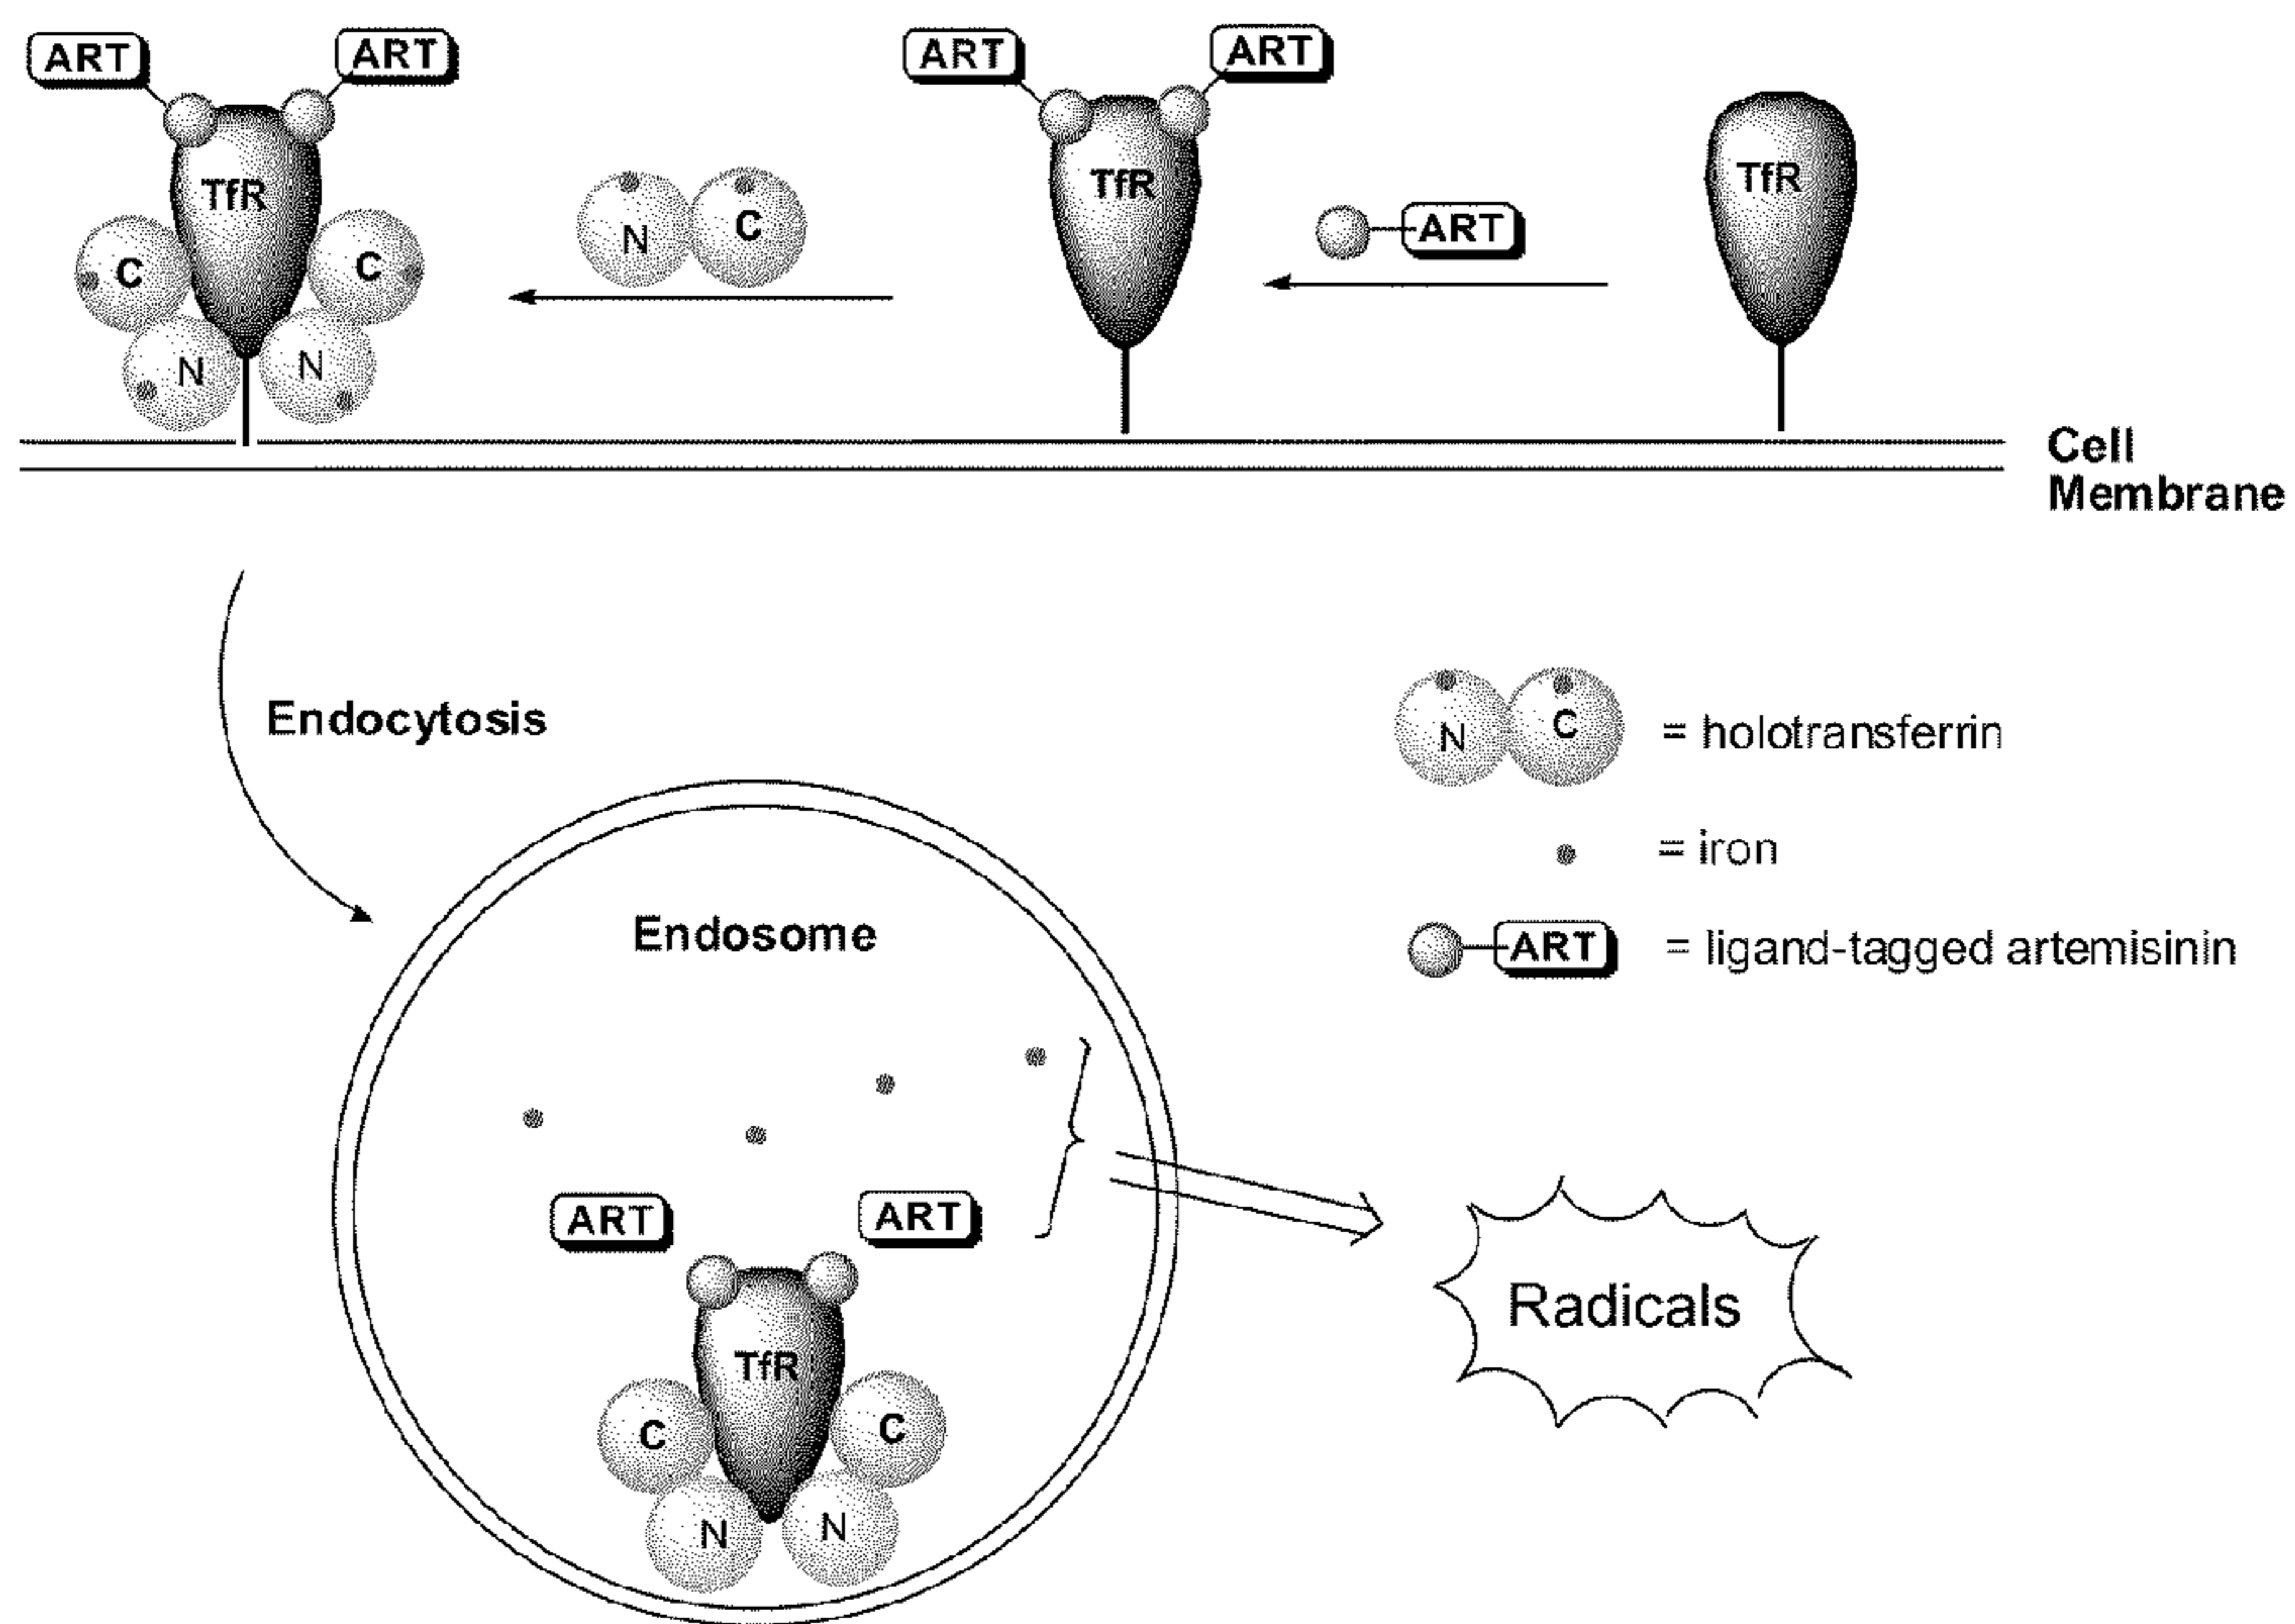 ART
ART
ART
ART
TfR
TfR
TfR
N
C
ART
C
C
N
N
Cell
Membrane
Endocytosis
N
C
= holotransferrin
= iron
Endosome
ART
= ligand-tagged artemisinin
ART
ART
Radicals
TfR
C
C
N
N